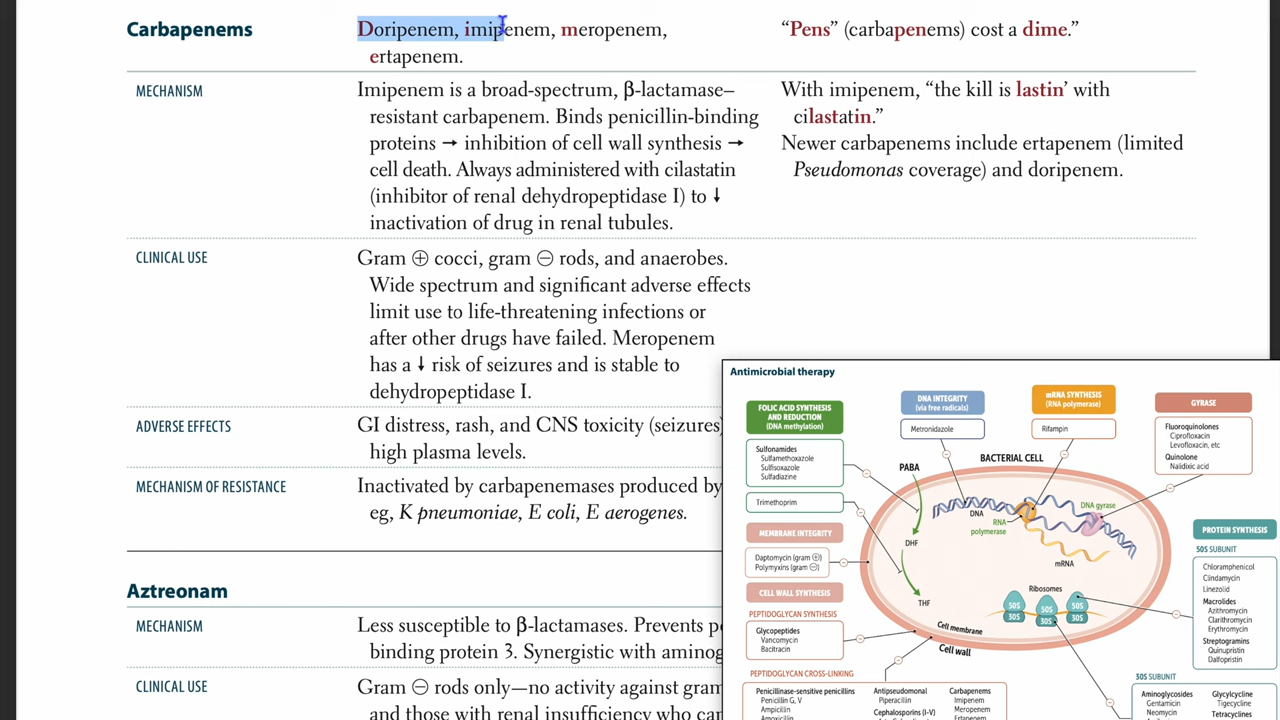 Carbapenems
Doripenem, imipenem, meropenem,
ertapenem.
“Pens” (carbapenems) cost a dime.”
MECHANISM
Imipenem is a broad-spectrum, β-lactamase–
resistant carbapenem. Binds penicillin-binding
proteins → inhibition of cell wall synthesis →
cell death. Always administered with cilastatin
(inhibitor of renal dehydropeptidase I) to ↓
inactivation of drug in renal tubules.
With imipenem, “the kill is lastin’ with
cilastatin.”
Newer carbapenems include ertapenem (limited
Pseudomonas coverage) and doripenem.
CLINICAL USE
Gram ⊕ cocci, gram ⊖ rods, and anaerobes.
Wide spectrum and significant adverse effects
limit use to life-threatening infections or
after other drugs have failed. Meropenem
has a ↓ risk of seizures and is stable to
dehydropeptidase I.
ADVERSE EFFECTS
GI distress, rash, and CNS toxicity (seizures)
high plasma levels.
MECHANISM OF RESISTANCE
Inactivated by carbapenemases produced by
eg, K pneumoniae, E coli, E aerogenes.
Aztreonam
MECHANISM
Less susceptible to β-lactamases. Prevents
binding protein 3. Synergistic with
CLINICAL USE
Gram ⊖ rods only—no activity against gram
and those with renal insufficiency who
Antimicrobial therapy
FOLIC ACID SYNTHESIS
AND REDUCTION
(DNA methylation)
Sulfonamides
Sulfamethoxazole
Sulfisoxazole
Sulfadiazine
Trimethoprim
MEMBRANE INTEGRITY
Daptomycin (gram ⊕)
Polymyxins (gram ⊖)
CELL WALL SYNTHESIS
PEPTIDOGLYCAN SYNTHESIS
Glycopeptides
Vancomycin
Bacitracin
PEPTIDOGLYCAN CROSS-LINKING
Penicillinase-sensitive penicillins
Penicillin G, V
Ampicillin
Amoxicillin
Antipseudomonal
Piperacillin
Cephalosporins (I–V)
Carbapenems
Imipenem
Meropenem
Ertapenem
DNA INTEGRITY
(via free radicals)
Metronidazole
mRNA SYNTHESIS
(RNA polymerase)
Rifampin
GYRASE
Fluoroquinolones
Ciprofloxacin
Levofloxacin, etc
Quinolone
Nalidixic acid
BACTERIAL CELL
PABA
DHF
THF
DNA
RNA
polymerase
DNA gyrase
mRNA
Ribosomes
50S
30S
50S
30S
50S
30S
Cell membrane
Cell wall
PROTEIN SYNTHESIS
50S SUBUNIT
Chloramphenicol
Clindamycin
Linezolid
Macrolides
Azithromycin
Clarithromycin
Erythromycin
Streptogramins
Quinupristin
Dalfopristin
30S SUBUNIT
Aminoglycosides
Gentamicin
Neomycin
Glycylcycline
Tigecycline
Tetracyclines